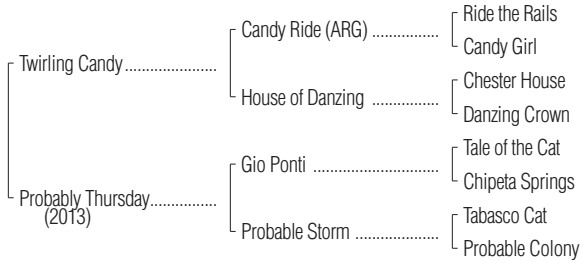 Ride the Rails
Candy Ride (ARG) ................
Candy Girl
Twirling Candy ......................
Chester House
House of Danzing ................
Danzing Crown
Tale of the Cat
Gio Ponti ............................
Chipeta Springs
Probably Thursday................
(2013)
Tabasco Cat
Probable Storm ....................
Probable Colony